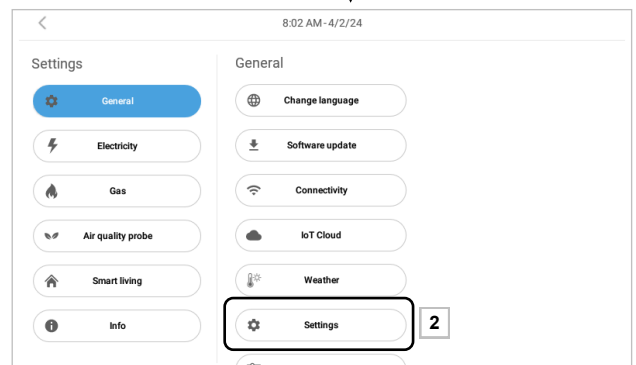 8:02 AM-4/2/24
Settings
General
Electricity
Gas
Air quality probe
Smart living
Info
General
Change language
Software update
Connectivity
IoT Cloud
Weather
Settings
2